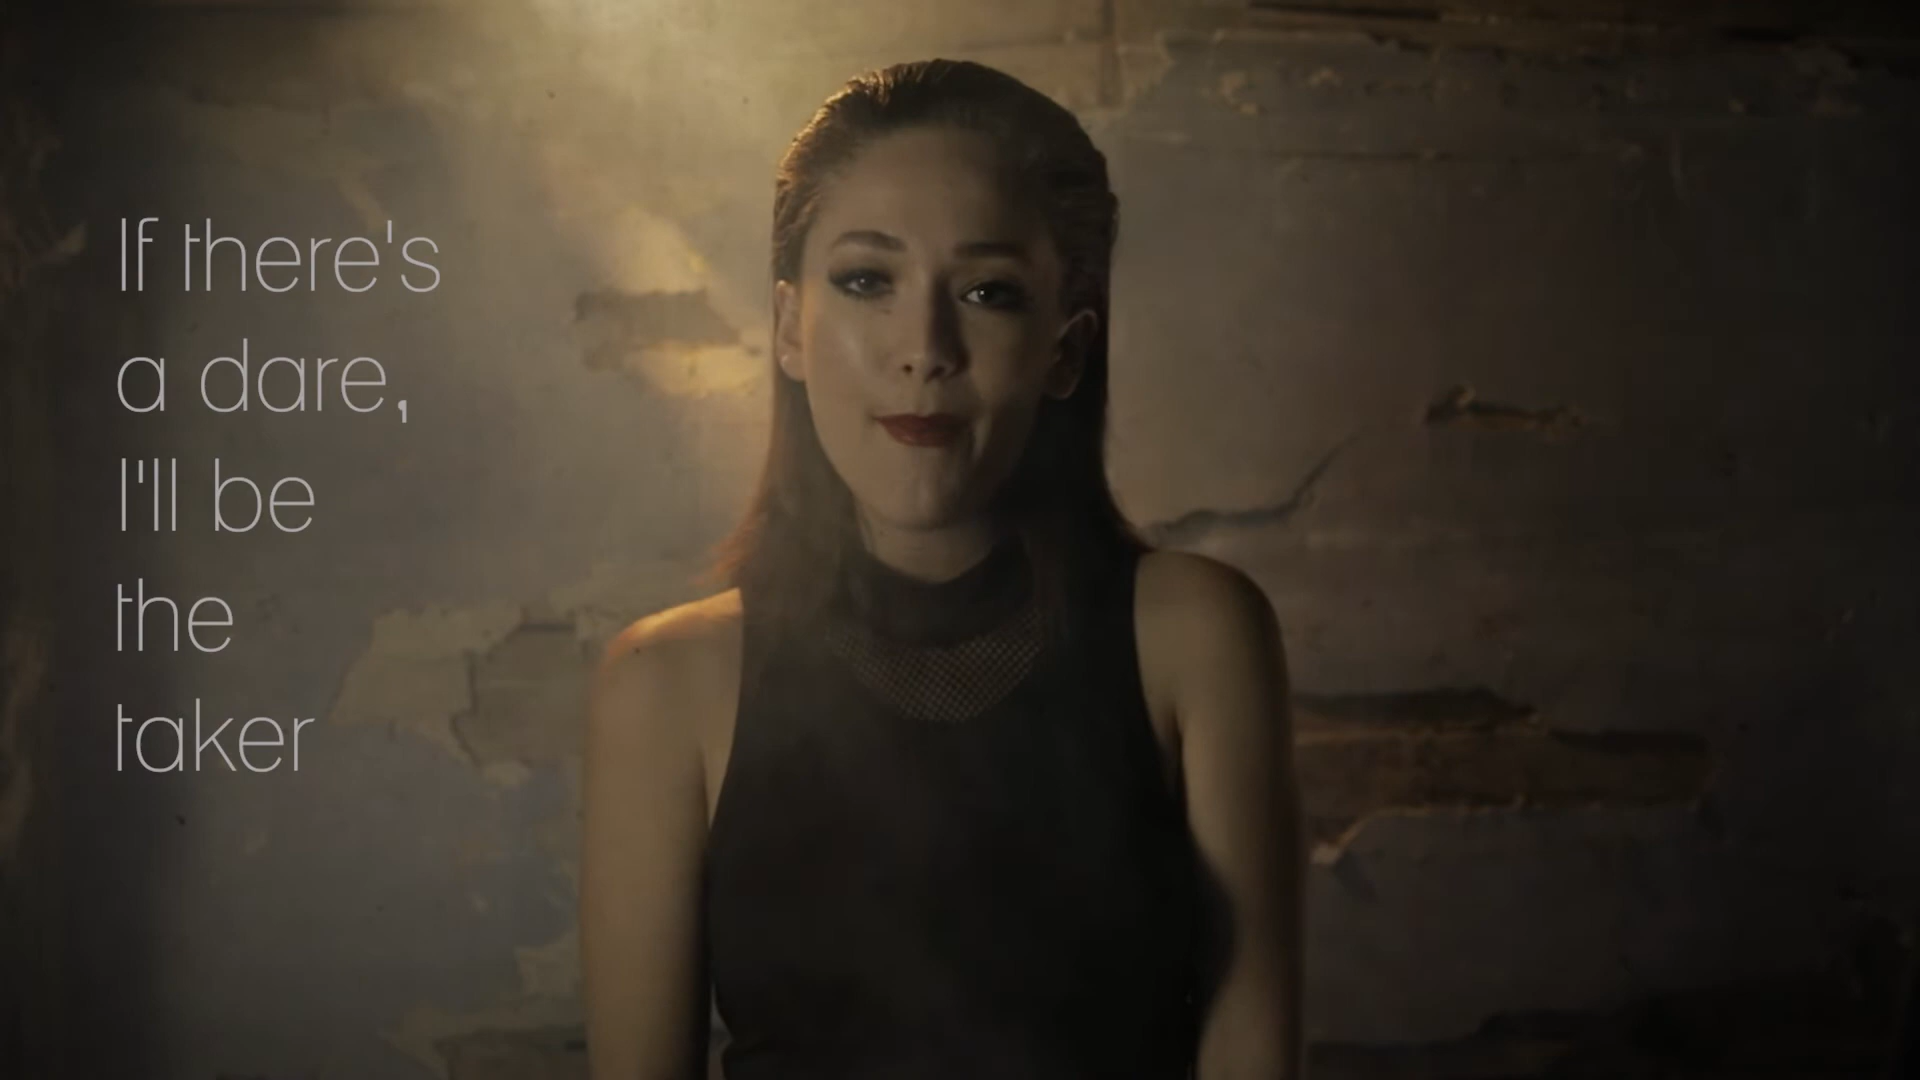 If there's
a dare,
I'll be
the
taker